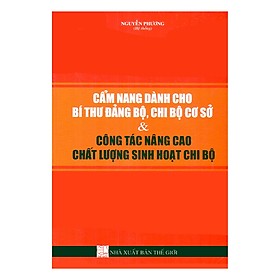 NGUYỄN PHƯƠNG
(Hệ thống)
CẨM NANG DÀNH CHO
BÍ THƯ ĐẢNG BỘ, CHI BỘ CƠ SỞ
&
CÔNG TÁC NÂNG CAO
CHẤT LƯỢNG SINH HOẠT CHI BỘ
NHÀ XUẤT BẢN THẾ GIỚI